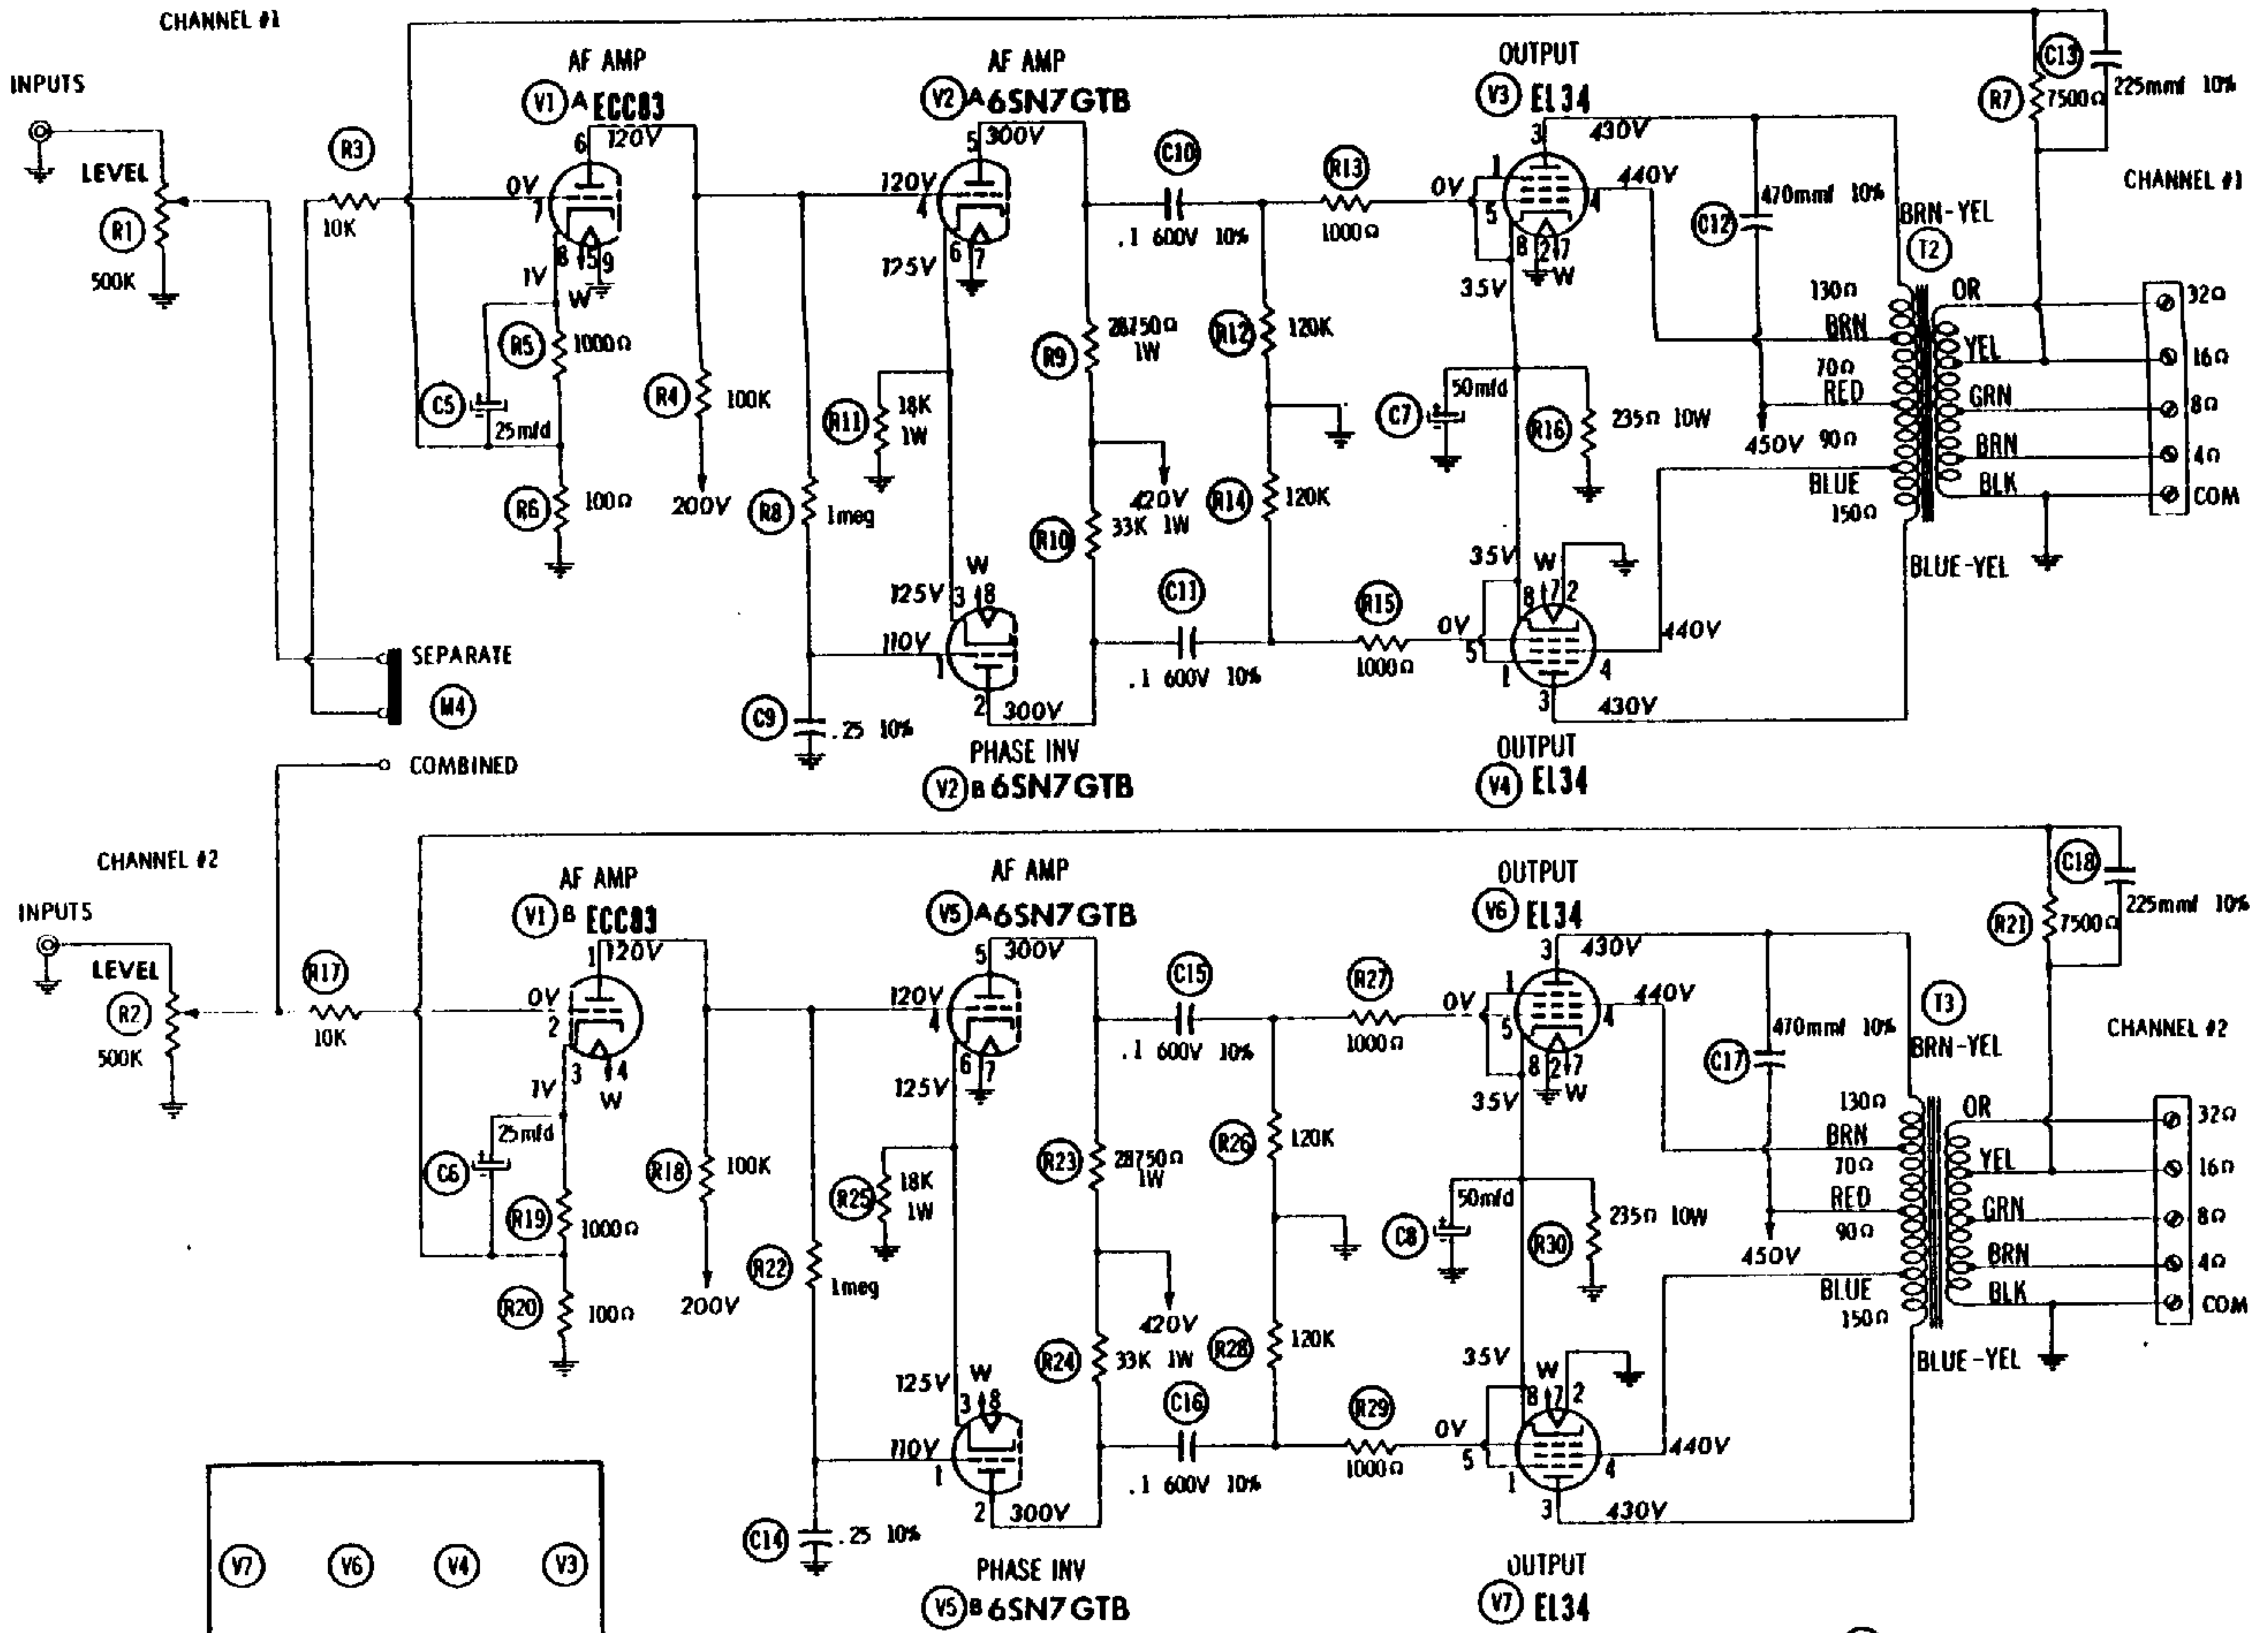 CHANNEL #1
INPUTS
LEVEL
R1
500K
R3
10K
AF AMP
V1 A ECC83
6
120V
0V
7
8 5 9
1V
W
R5
1000Ω
C5
25mfd
R6
100Ω
R4
100K
200V
AF AMP
V2 A 6SN7GTB
5
300V
120V
4
6 7
125V
R11
18K
1W
R8
1meg
R9
28750Ω
1W
420V
R10
33K 1W
W
125V
3 8
110V
1
2
300V
C9
.25 10%
PHASE INV
V2 B 6SN7GTB
C10
.1 600V 10%
R13
1000Ω
R12
120K
R14
120K
C11
.1 600V 10%
R15
1000Ω
OUTPUT
V3 EL34
3
430V
1
0V
5
440V
4
8 2 7
W
35V
C7
50mfd
R16
235Ω 10W
35V
W
8 7 2
0V
5
440V
4
1
3
430V
OUTPUT
V4 EL34
C12
470mmf 10%
BRN-YEL
T2
130Ω
BRN
70Ω
RED
450V
90Ω
BLUE
150Ω
BLUE-YEL
R7
7500Ω
C13
225mmf 10%
CHANNEL #1
OR
32Ω
YEL
16Ω
GRN
8Ω
BRN
4Ω
BLK
COM
SEPARATE
M4
COMBINED
CHANNEL #2
INPUTS
LEVEL
R2
500K
R17
10K
AF AMP
V1 B ECC83
1
120V
0V
2
3 4
1V
W
25mfd
C6
R19
1000Ω
R20
100Ω
R18
100K
200V
AF AMP
V5 A 6SN7GTB
5
300V
120V
4
6 7
125V
R25
18K
1W
R22
1meg
R23
28750Ω
1W
420V
R24
33K 1W
W
125V
3 8
110V
1
2
300V
C14
.25 10%
PHASE INV
V5 B 6SN7GTB
C15
.1 600V 10%
R27
1000Ω
R26
120K
R28
120K
C16
.1 600V 10%
R29
1000Ω
OUTPUT
V6 EL34
3
430V
1
0V
5
440V
4
8 2 7
W
35V
C8
50mfd
R30
235Ω 10W
35V
W
8 7 2
0V
5
440V
4
1
3
430V
OUTPUT
V7 EL34
C17
470mmf 10%
BRN-YEL
T3
130Ω
BRN
70Ω
RED
450V
90Ω
BLUE
150Ω
BLUE-YEL
R21
7500Ω
C18
225mmf 10%
CHANNEL #2
OR
32Ω
YEL
16Ω
GRN
8Ω
BRN
4Ω
BLK
COM
V7 V6 V4 V3